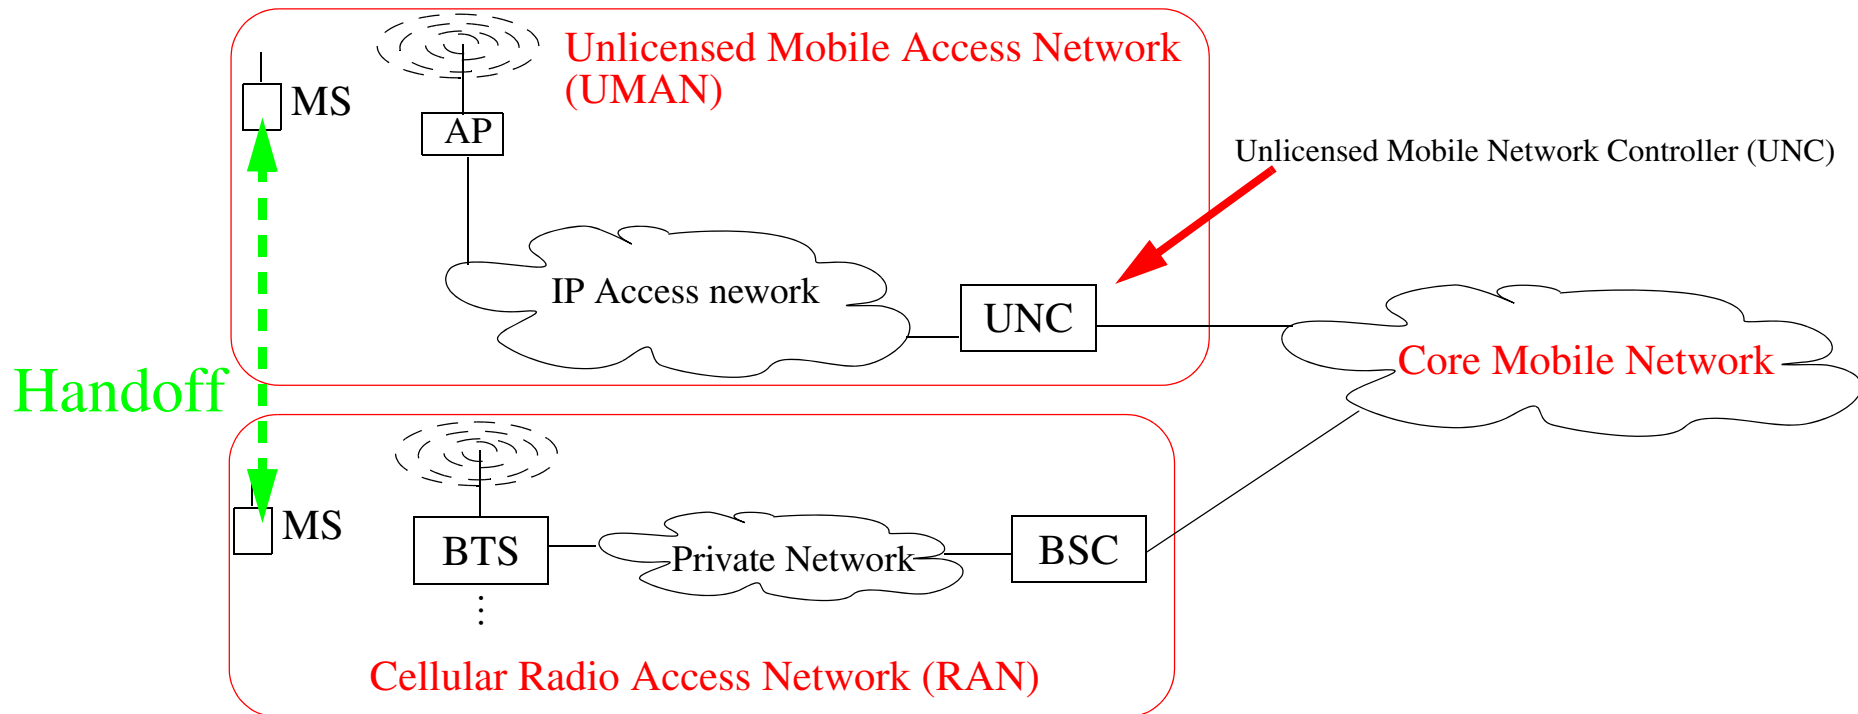 Unlicensed Mobile Access Network
(UMAN)
MS
AP
Unlicensed Mobile Network Controller (UNC)
IP Access nework
UNC
Core Mobile Network
Handoff
MS
BTS
Private Network
BSC
Cellular Radio Access Network (RAN)